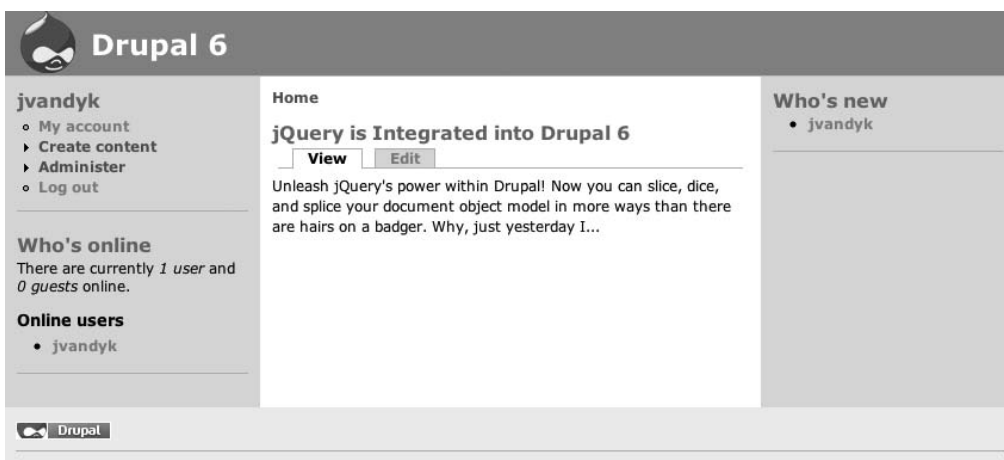 Drupal 6
jvandyk
My account
Create content
Administer
Log out
Who's online
There are currently 1 user and
0 guests online.
Online users
jvandyk
Home
jQuery is Integrated into Drupal 6
View Edit
Unleash jQuery's power within Drupal! Now you can slice, dice,
and splice your document object model in more ways than there
are hairs on a badger. Why, just yesterday I...
Who's new
jvandyk
Drupal